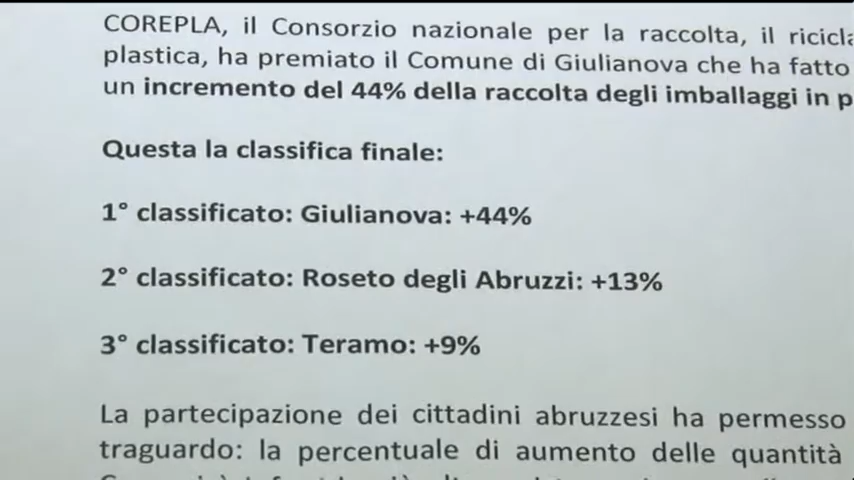 COREPLA, il Consorzio nazionale per la raccolta, il
plastica, ha premiato il Comune di Giulianova che ha fatto
un incremento del 44% della raccolta degli imballaggi in
Questa la classifica finale:
1° classificato: Giulianova: +44%
2° classificato: Roseto degli Abruzzi: +13%
3° classificato: Teramo: +9%
La partecipazione dei cittadini abruzzesi ha permesso
traguardo: la percentuale di aumento delle quantità